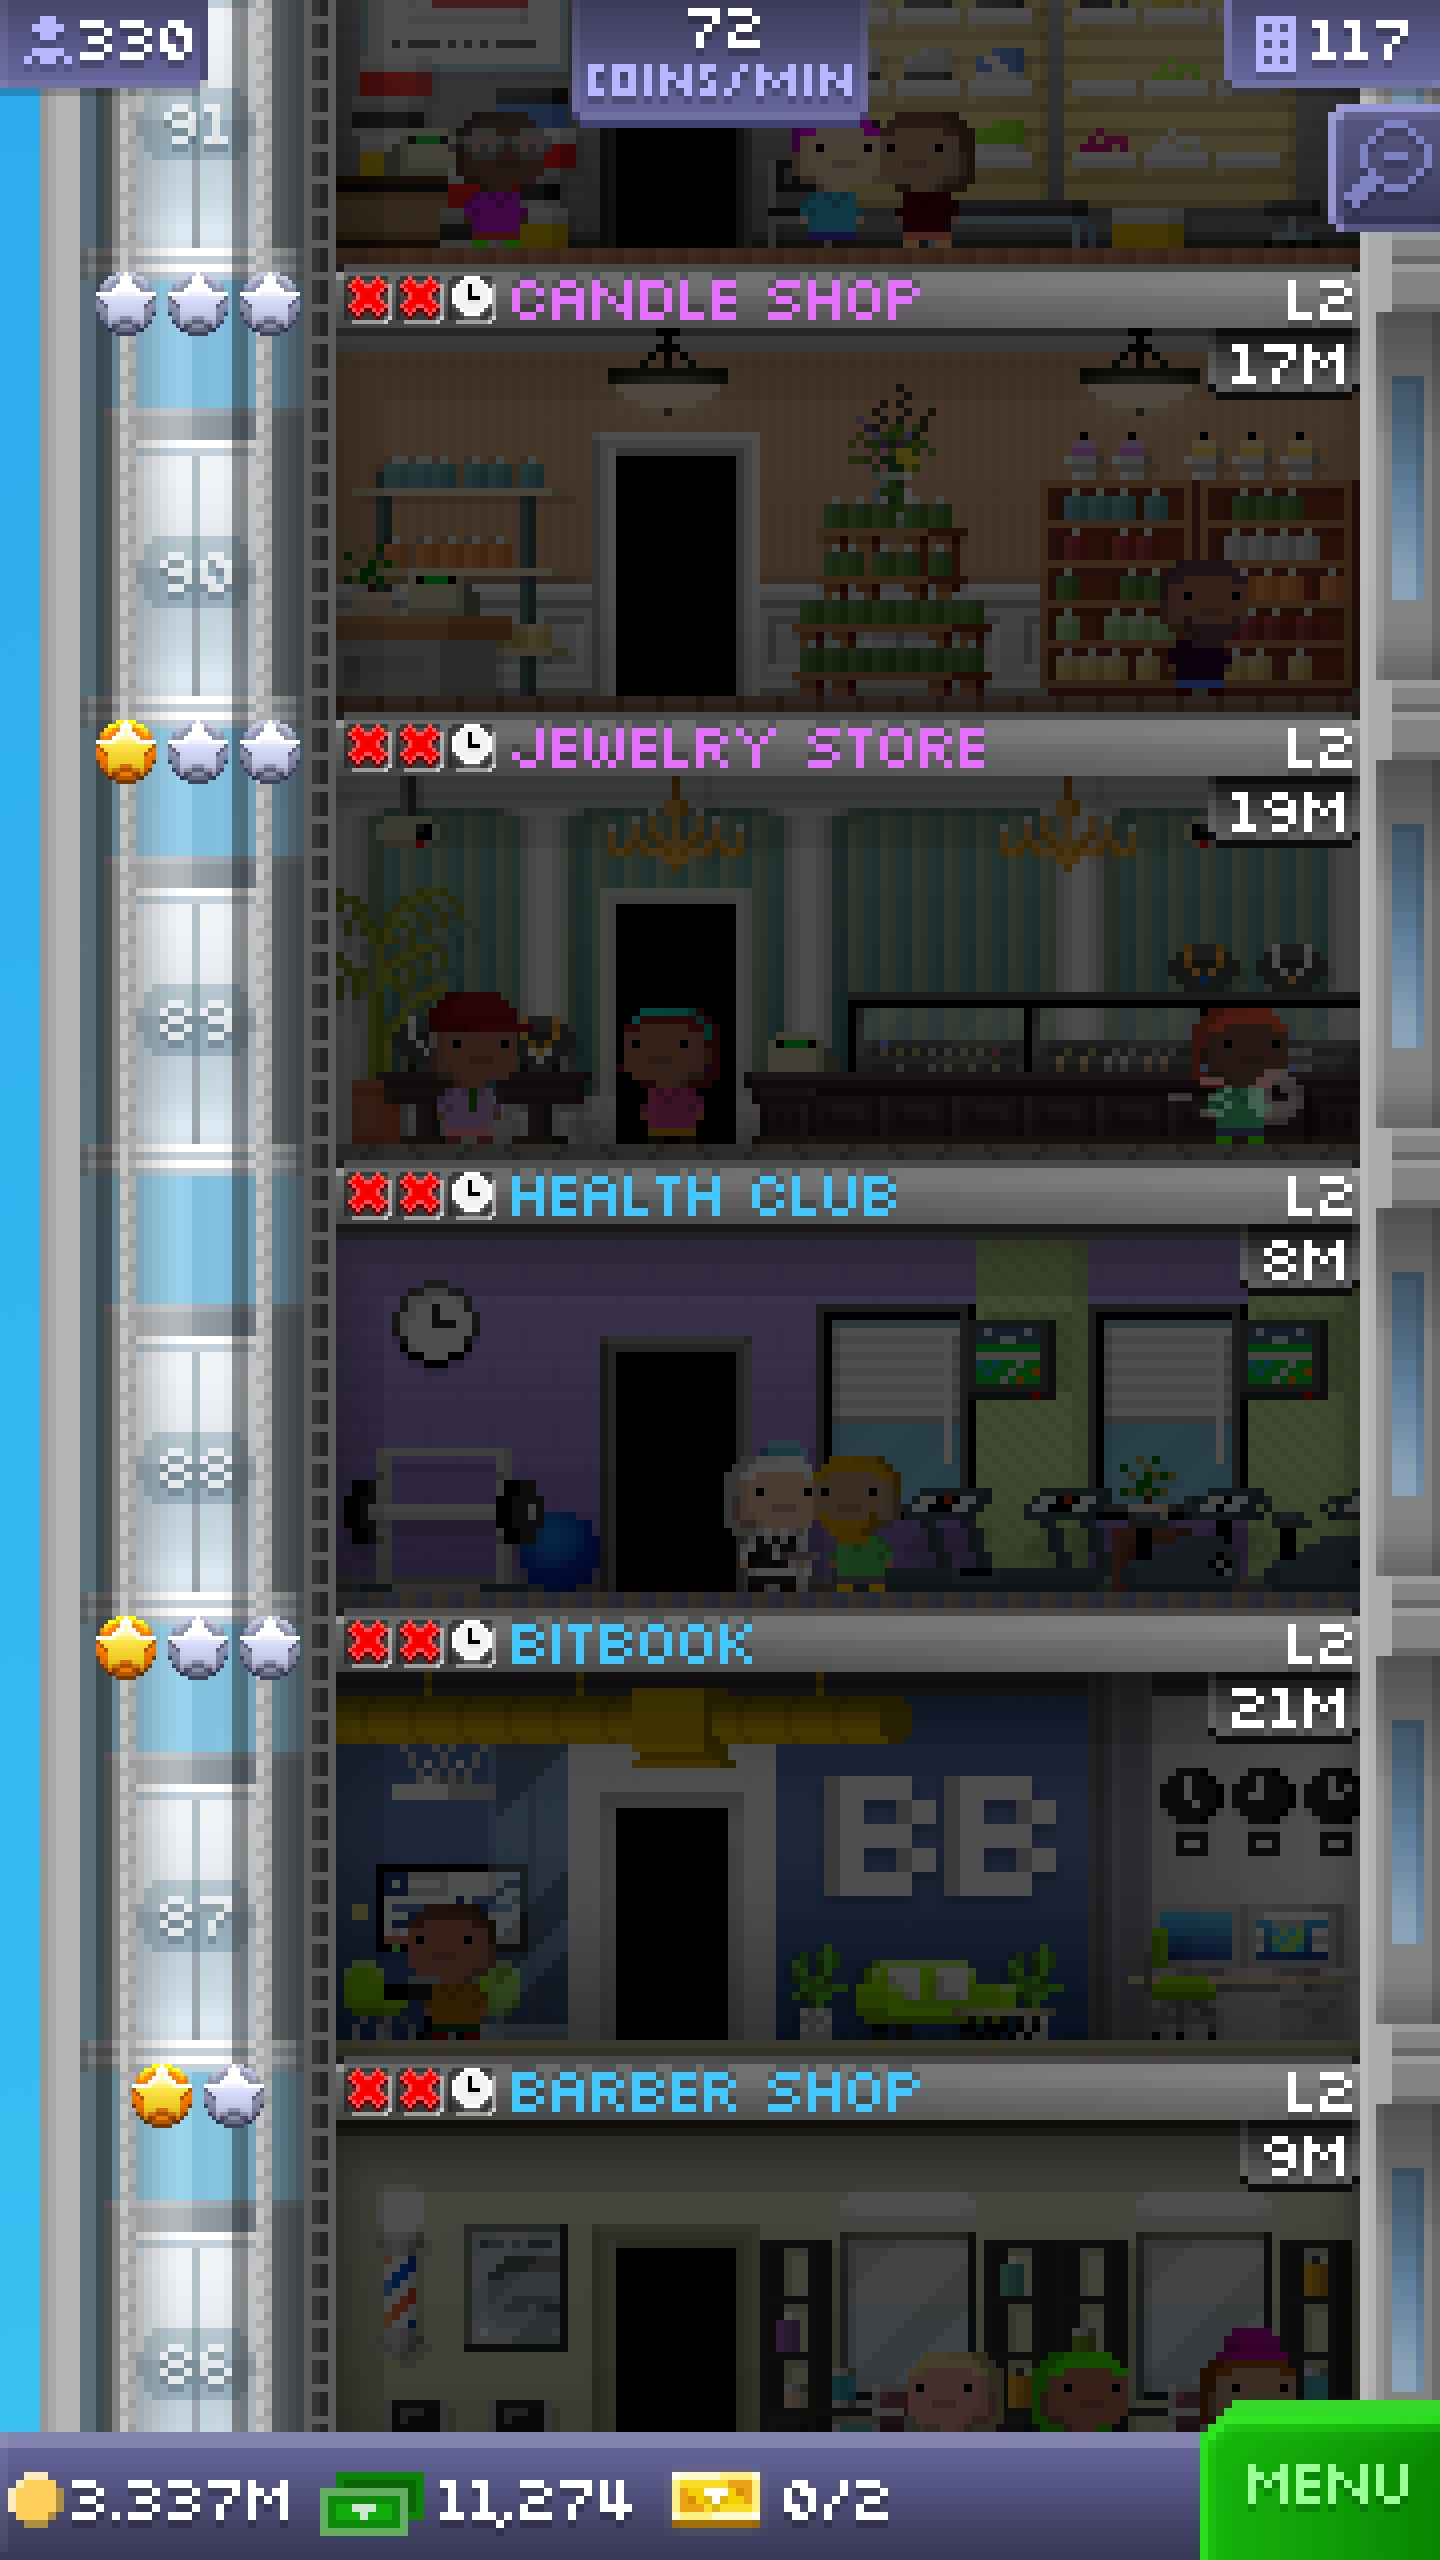 330
72
COINS/MIN
117
91
CANDLE SHOP L2
17M
90
JEWELRY STORE L2
19M
89
HEALTH CLUB L2
8M
88
BITBOOK L2
21M
BB
87
BARBER SHOP L2
9M
86
3.337M 11,274 0/2
MENU